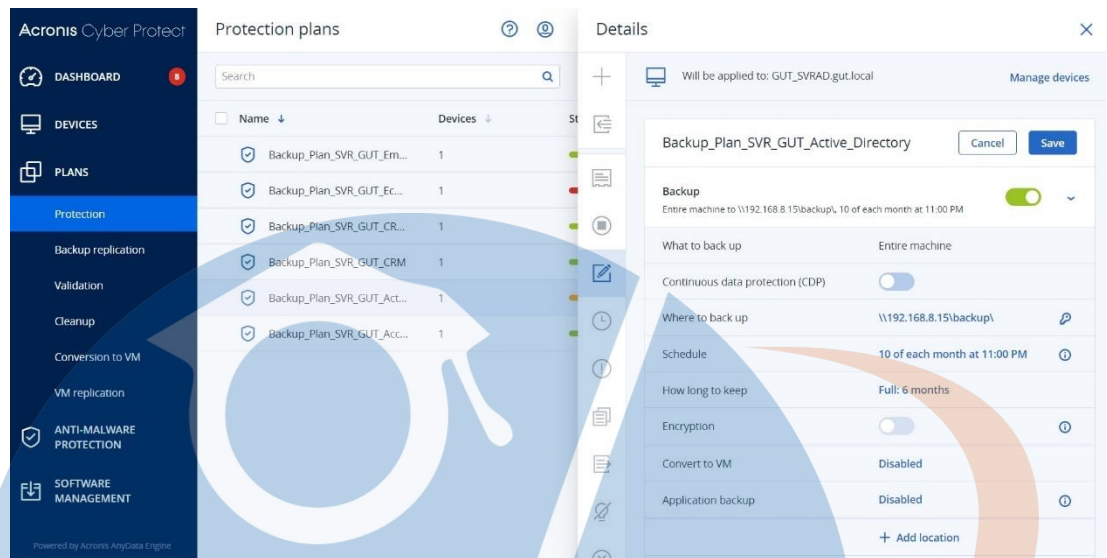 Acronis Cyber Protect
DASHBOARD 8
DEVICES
PLANS
Protection
Backup replication
Validation
Cleanup
Conversion to VM
VM replication
ANTI-MALWARE
PROTECTION
SOFTWARE
MANAGEMENT
Powered by Acronis AnyData Engine
Protection plans
Search
Name Devices St
Backup_Plan_SVR_GUT_Em... 1
Backup_Plan_SVR_GUT_Ec... 1
Backup_Plan_SVR_GUT_CR... 1
Backup_Plan_SVR_GUT_CRM 1
Backup_Plan_SVR_GUT_Act... 1
Backup_Plan_SVR_GUT_Acc... 1
Details
Will be applied to: GUT_SVRAD.gut.local Manage devices
Backup_Plan_SVR_GUT_Active_Directory Cancel Save
Backup
Entire machine to \\192.168.8.15\backup\, 10 of each month at 11:00 PM
What to back up Entire machine
Continuous data protection (CDP)
Where to back up \\192.168.8.15\backup\
Schedule 10 of each month at 11:00 PM
How long to keep Full: 6 months
Encryption
Convert to VM Disabled
Application backup Disabled
+ Add location